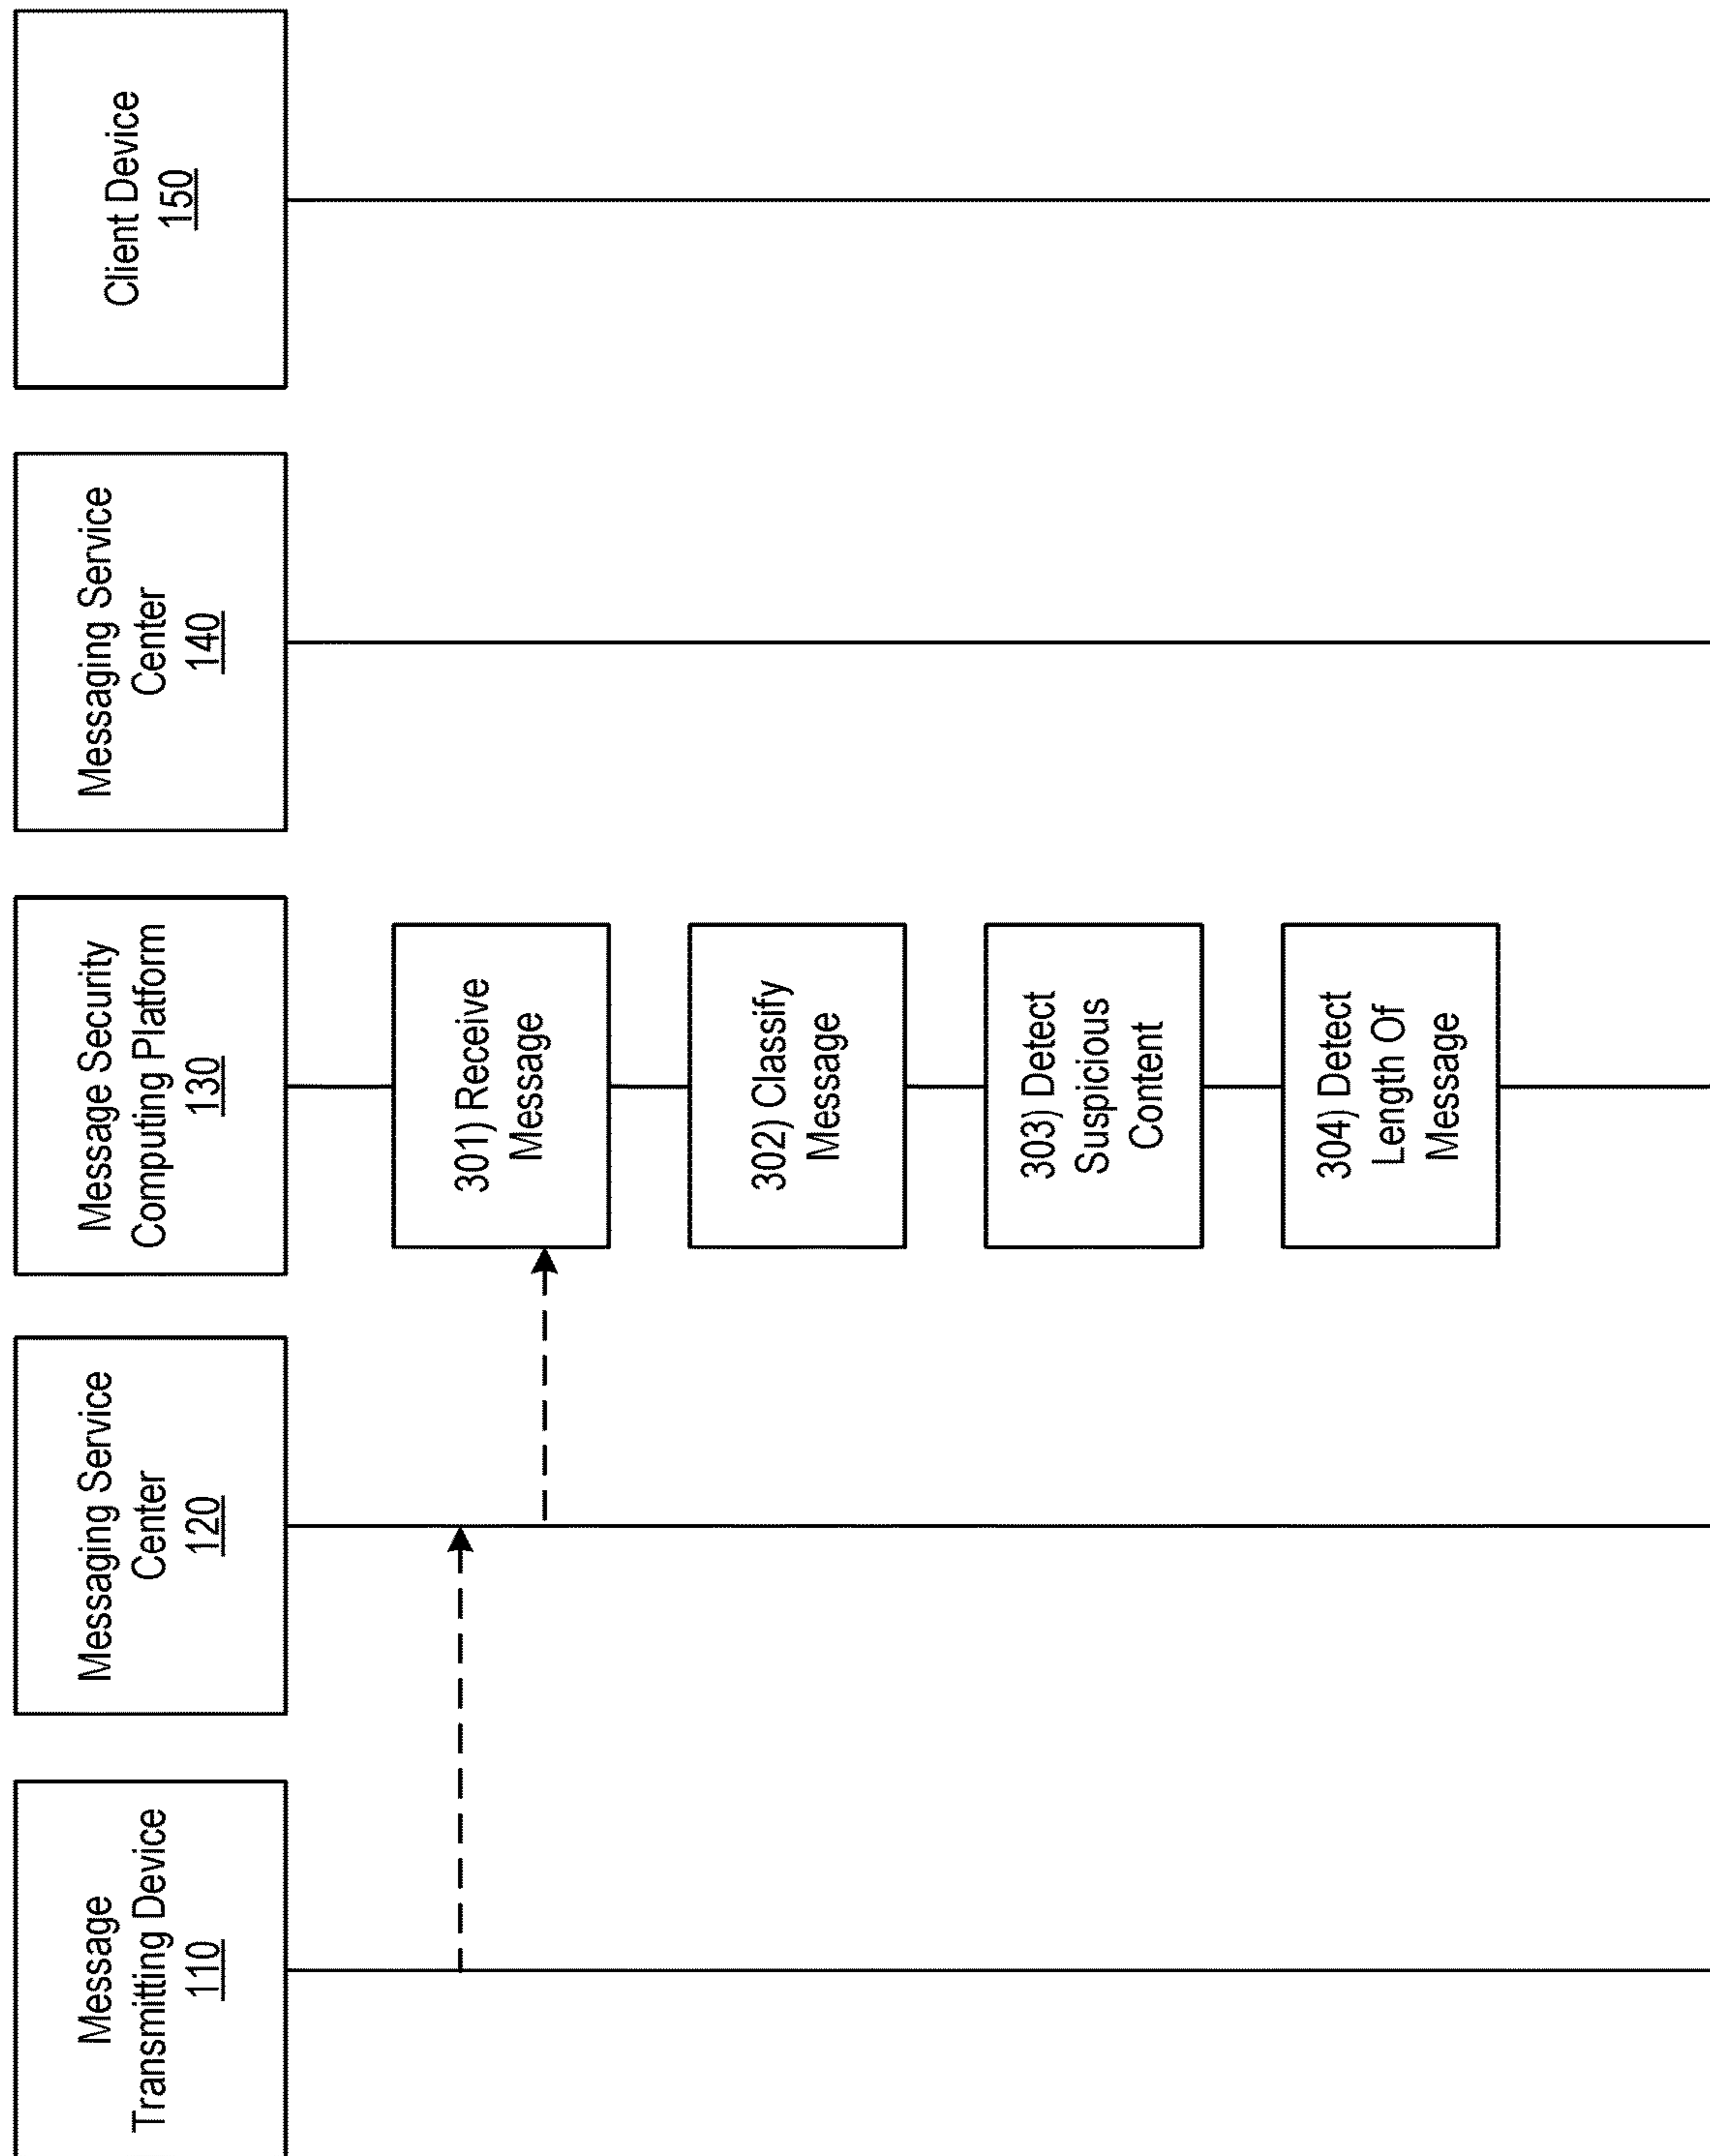 Message
Transmitting Device
110
Messaging Service
Center
120
Message Security
Computing Platform
130
Messaging Service
Center
140
Client Device
150
301) Receive
Message
302) Classify
Message
303) Detect
Suspicious
Content
304) Detect
Length Of
Message